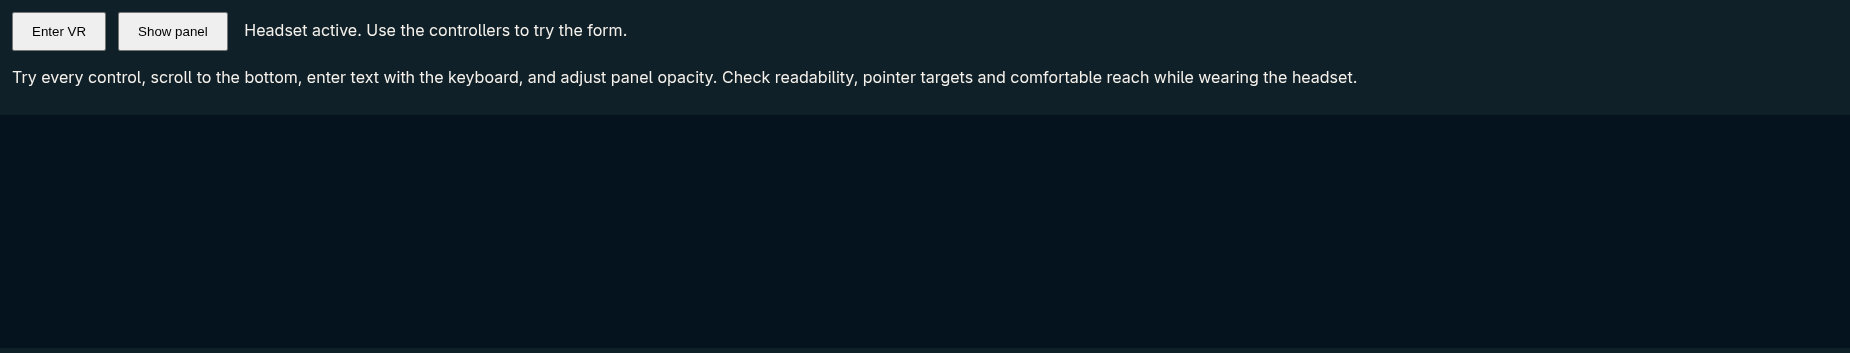 Enter VR Show panel Headset active. Use the controllers to try the form.
Try every control, scroll to the bottom, enter text with the keyboard, and adjust panel opacity. Check readability, pointer targets and comfortable reach while wearing the headset.